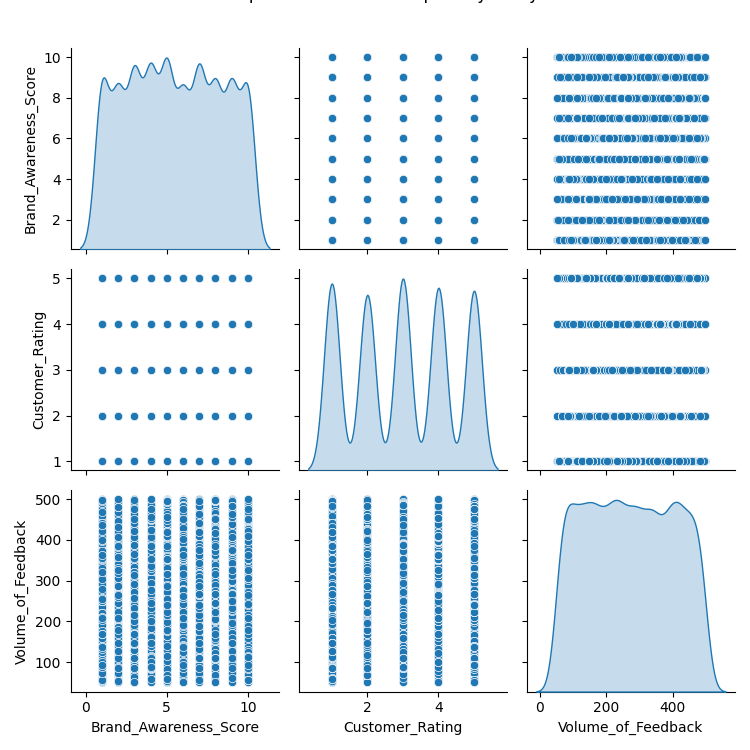 10
8
6
4
2
Brand_Awareness_Score
5
4
3
2
1
Customer_Rating
500
400
300
200
100
Volume_of_Feedback
0 5 10
2 4
0 200 400
Brand_Awareness_Score Customer_Rating Volume_of_Feedback